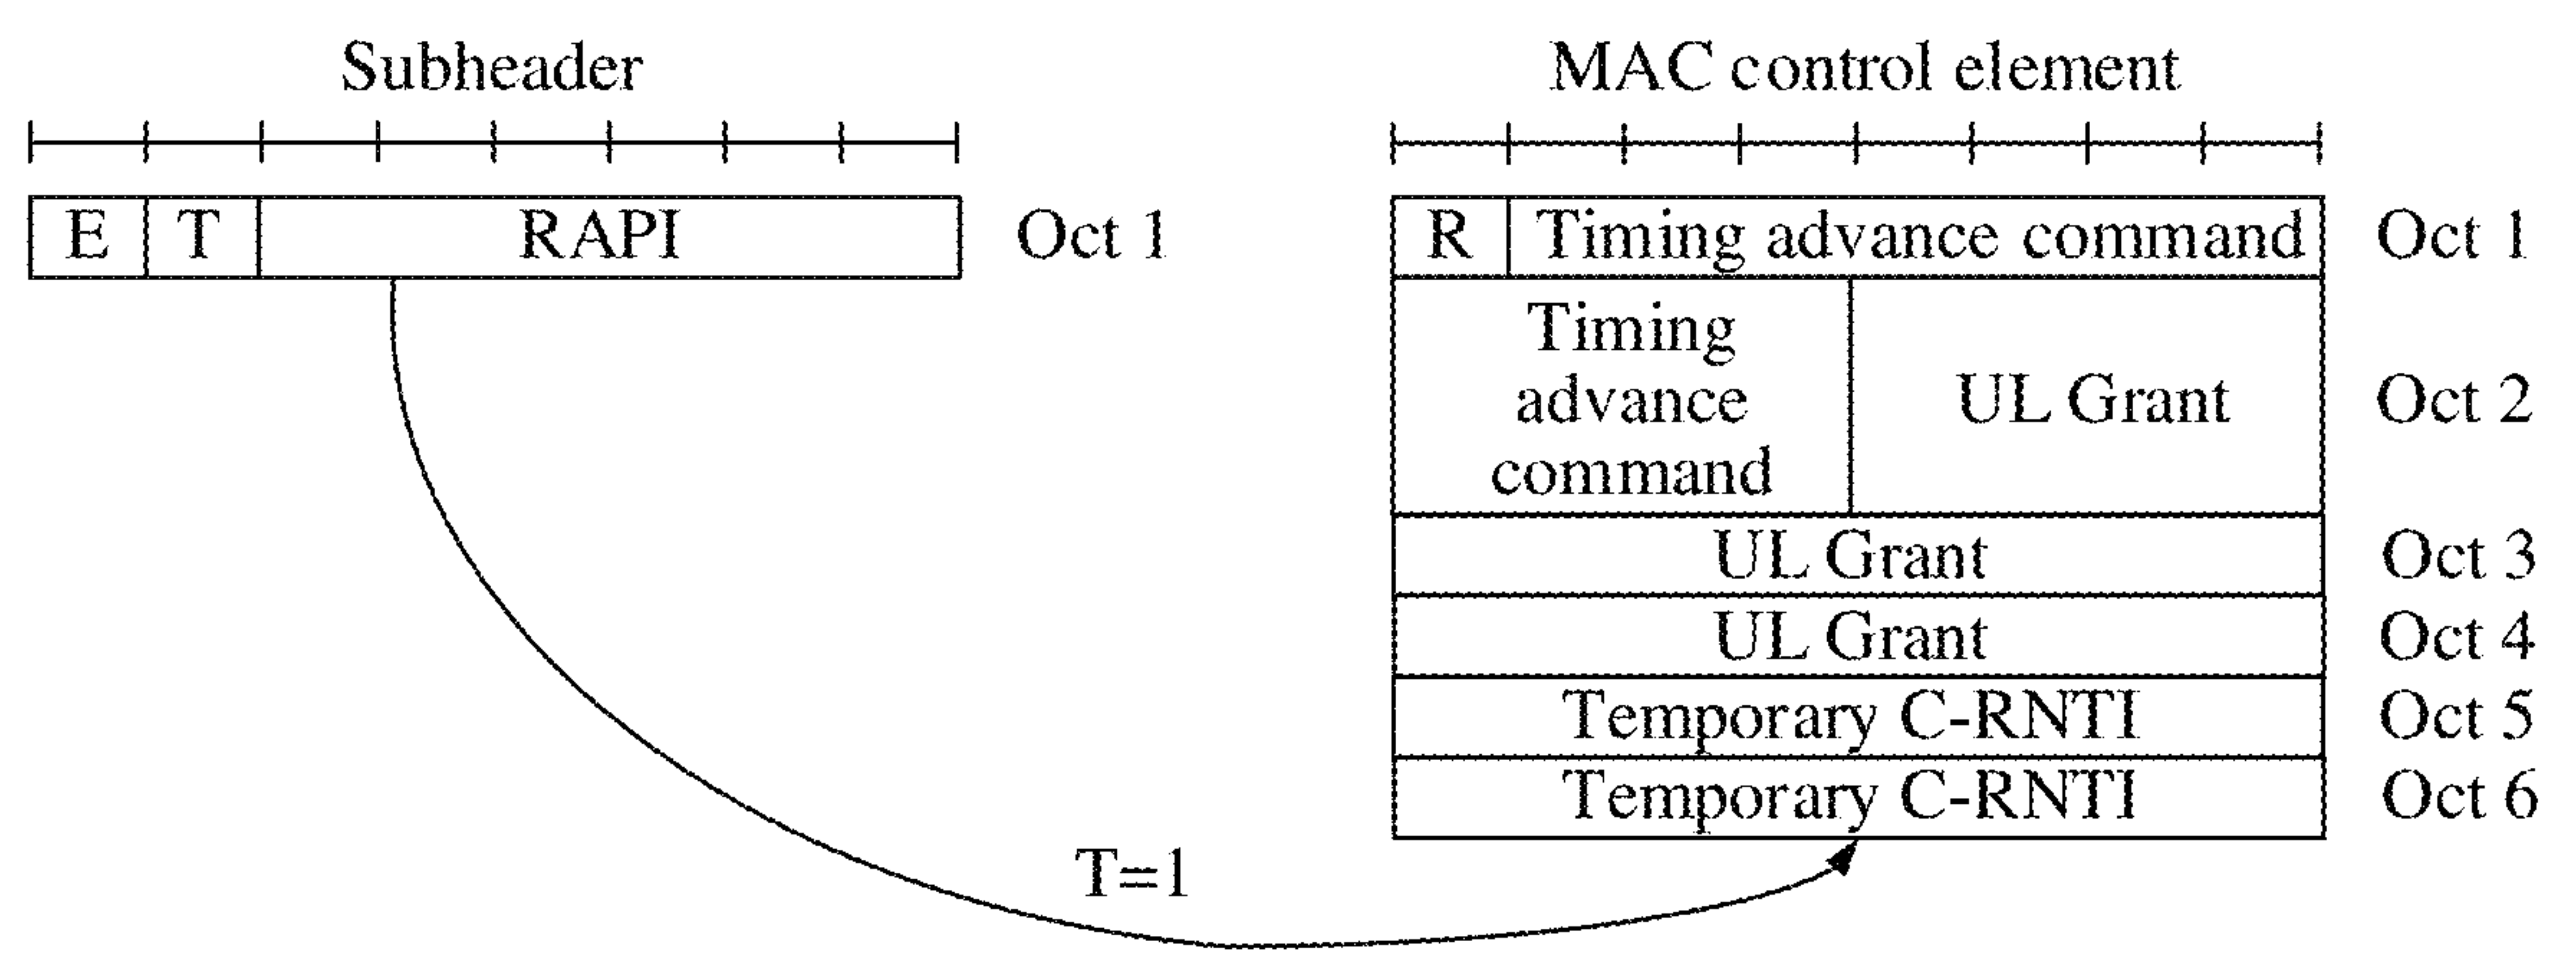 Subheader
MAC control element
E T RAPI Oct 1
R Timing advance command Oct 1
Timing
advance
command
UL Grant Oct 2
UL Grant Oct 3
UL Grant Oct 4
Temporary C-RNTI Oct 5
Temporary C-RNTI Oct 6
T=1